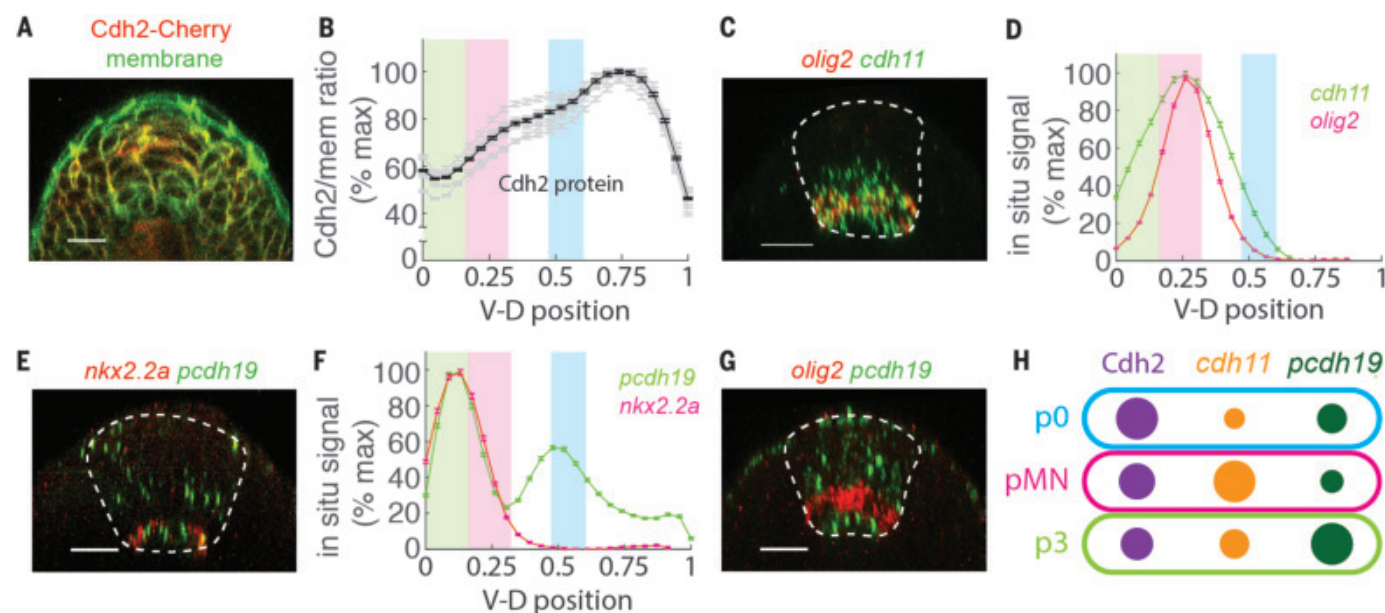 A
Cdh2-Cherry
membrane
B
Cdh2/mem ratio
(% max)
100
80
60
40
0
Cdh2 protein
0 0.25 0.5 0.75 1
V-D position
C
olig2 cdh11
D
in situ signal
(% max)
100
80
60
40
20
0
cdh11
olig2
0 0.25 0.5 0.75 1
V-D position
E
nkx2.2a pcdh19
F
in situ signal
(% max)
100
80
60
40
20
0
pcdh19
nkx2.2a
0 0.25 0.5 0.75 1
V-D position
G
olig2 pcdh19
H
Cdh2 cdh11 pcdh19
p0
pMN
p3